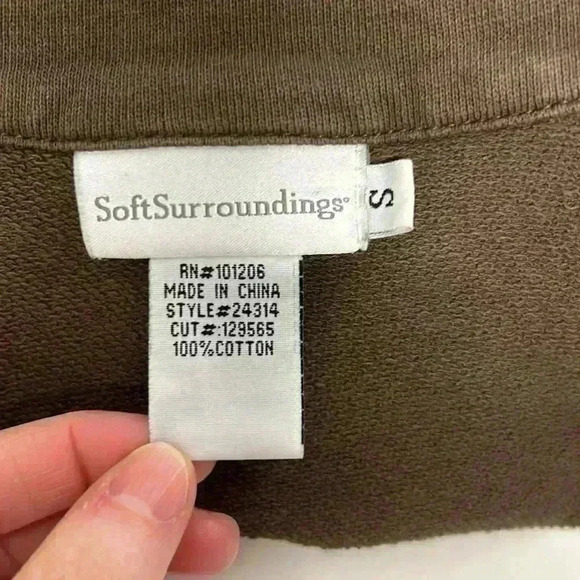 SoftSurroundings®
S
RN#101206
MADE IN CHINA
STYLE#24314
CUT#:129565
100%COTTON